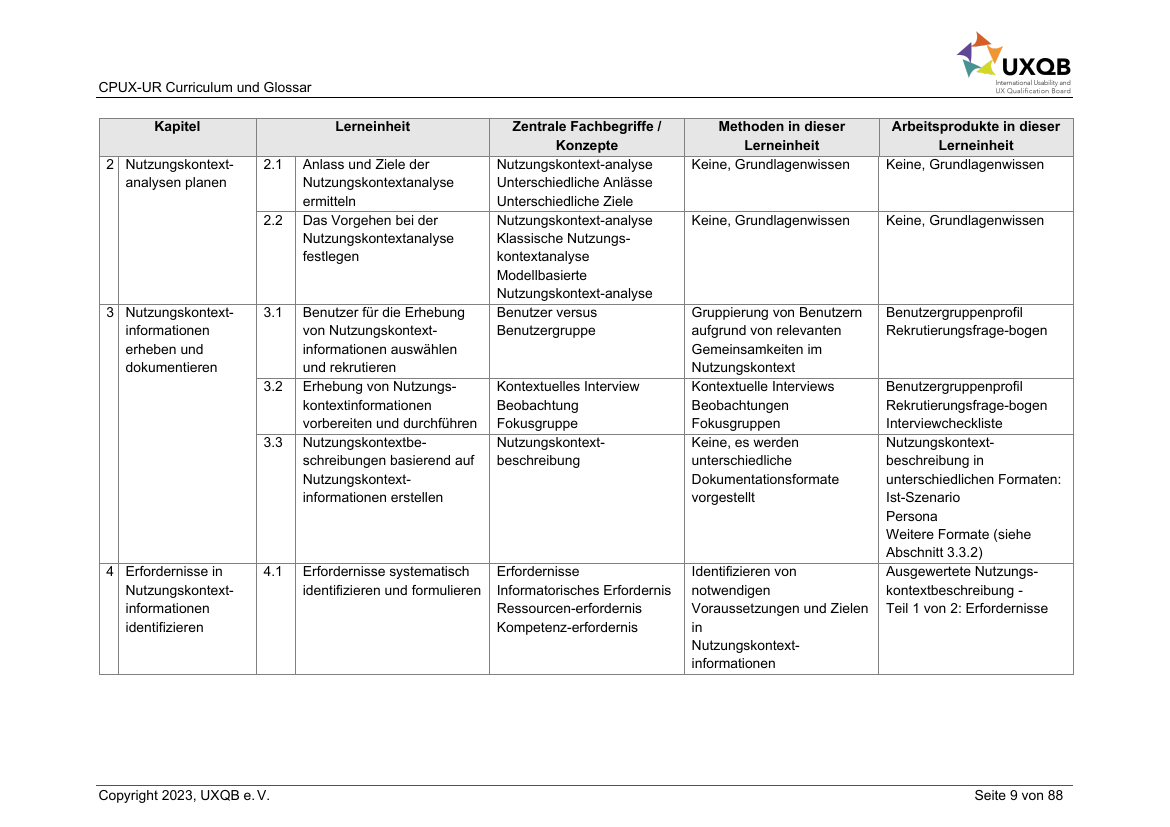 UXQB
International Usability and
UX Qualification Board
CPUX-UR Curriculum und Glossar
Kapitel
Lerneinheit
Zentrale Fachbegriffe /
Konzepte
Methoden in dieser
Lerneinheit
Arbeitsprodukte in dieser
Lerneinheit
2
Nutzungskontext-
analysen planen
2.1
Anlass und Ziele der
Nutzungskontextanalyse
ermitteln
Nutzungskontext-analyse
Unterschiedliche Anlässe
Unterschiedliche Ziele
Keine, Grundlagenwissen
Keine, Grundlagenwissen
2.2
Das Vorgehen bei der
Nutzungskontextanalyse
festlegen
Nutzungskontext-analyse
Klassische Nutzungs-
kontextanalyse
Modellbasierte
Nutzungskontext-analyse
Keine, Grundlagenwissen
Keine, Grundlagenwissen
3
Nutzungskontext-
informationen
erheben und
dokumentieren
3.1
Benutzer für die Erhebung
von Nutzungskontext-
informationen auswählen
und rekrutieren
Benutzer versus
Benutzergruppe
Gruppierung von Benutzern
aufgrund von relevanten
Gemeinsamkeiten im
Nutzungskontext
Benutzergruppenprofil
Rekrutierungsfrage-bogen
3.2
Erhebung von Nutzungs-
kontextinformationen
vorbereiten und durchführen
Kontextuelles Interview
Beobachtung
Fokusgruppe
Kontextuelle Interviews
Beobachtungen
Fokusgruppen
Benutzergruppenprofil
Rekrutierungsfrage-bogen
Interviewcheckliste
3.3
Nutzungskontextbe-
schreibungen basierend auf
Nutzungskontext-
informationen erstellen
Nutzungskontext-
beschreibung
Keine, es werden
unterschiedliche
Dokumentationsformate
vorgestellt
Nutzungskontext-
beschreibung in
unterschiedlichen Formaten:
Ist-Szenario
Persona
Weitere Formate (siehe
Abschnitt 3.3.2)
4
Erfordernisse in
Nutzungskontext-
informationen
identifizieren
4.1
Erfordernisse systematisch
identifizieren und formulieren
Erfordernisse
Informatorisches Erfordernis
Ressourcen-erfordernis
Kompetenz-erfordernis
Identifizieren von
notwendigen
Voraussetzungen und Zielen
in
Nutzungskontext-
informationen
Ausgewertete Nutzungs-
kontextbeschreibung -
Teil 1 von 2: Erfordernisse
Copyright 2023, UXQB e. V.
Seite 9 von 88